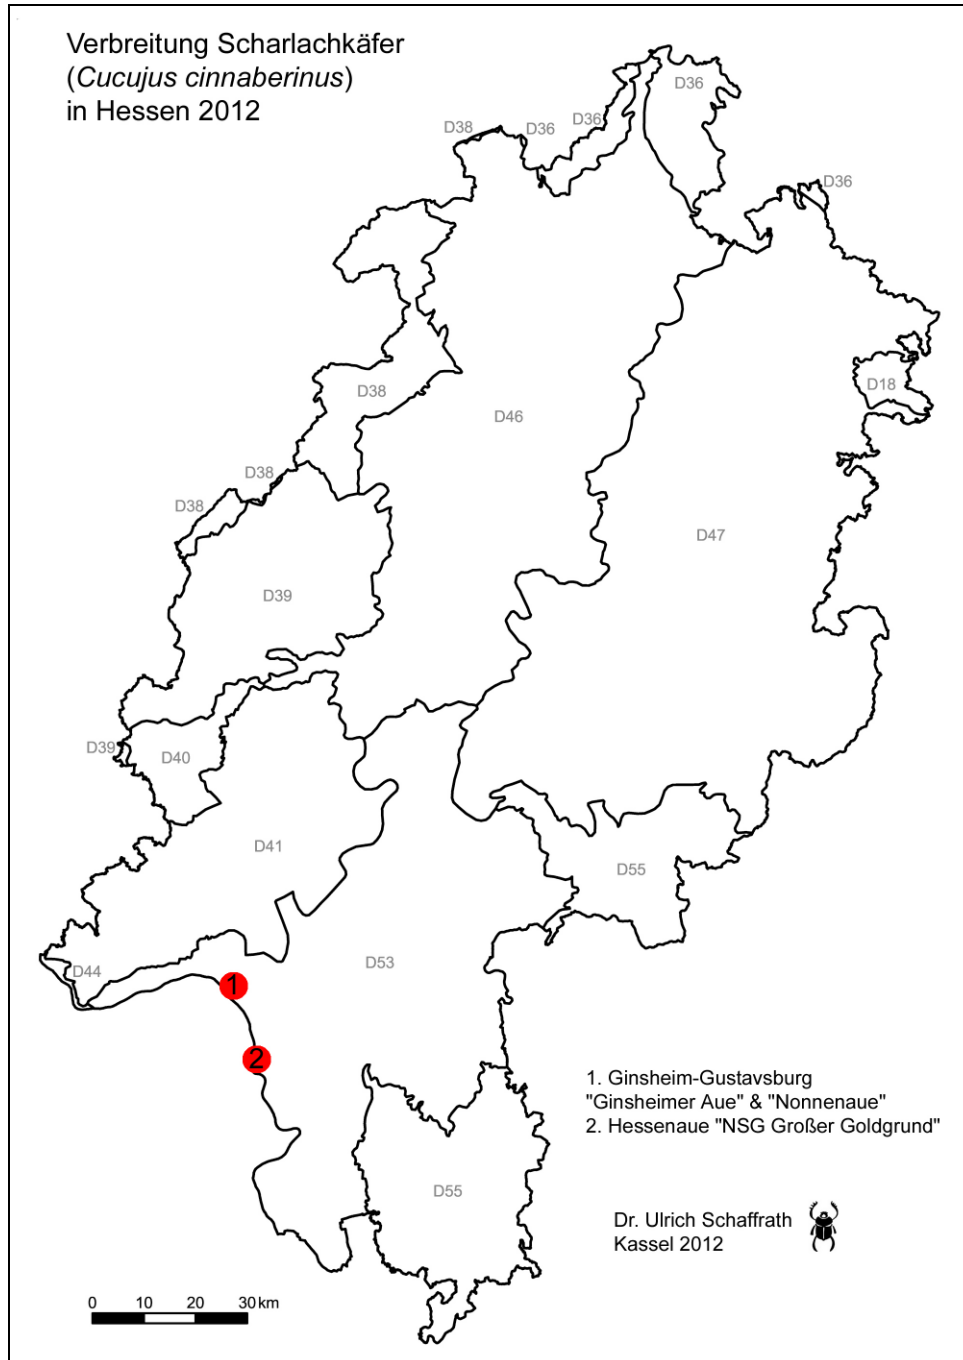 Verbreitung Scharlachkäfer
(Cucujus cinnaberinus)
in Hessen 2012
D36
D38
D36
D36
D36
D18
D38
D46
D38
D38
D47
D39
D39
D40
D41
D55
D44
D53
1
2
1. Ginsheim-Gustavsburg
"Ginsheimer Aue" & "Nonnenaue"
2. Hessenaue "NSG Großer Goldgrund"
D55
Dr. Ulrich Schaffrath
Kassel 2012
0 10 20 30 km